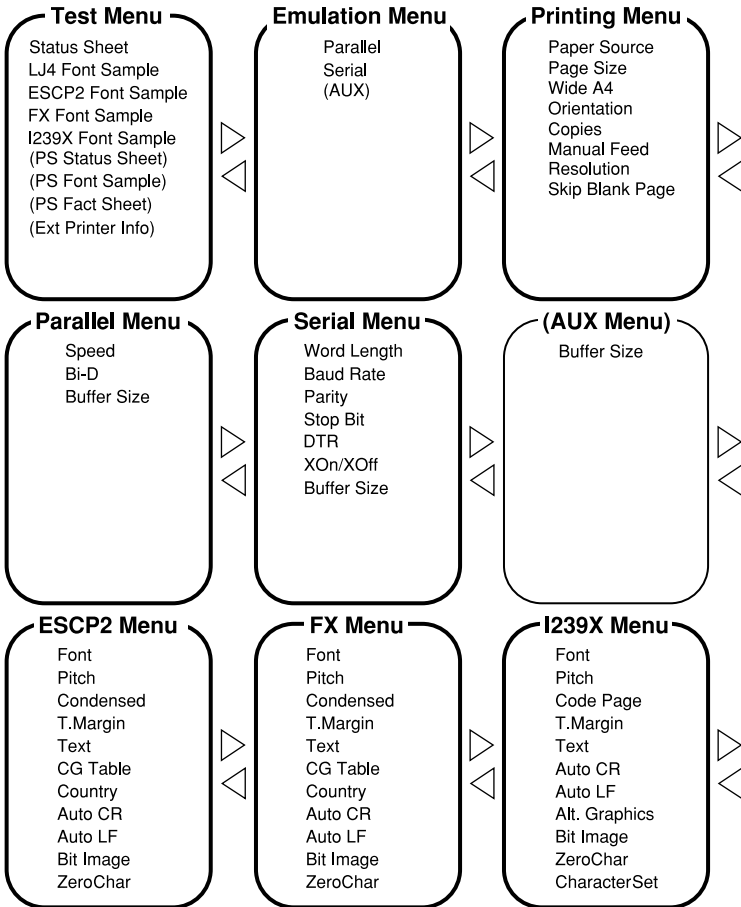 Test Menu
Status Sheet
LJ4 Font Sample
ESCP2 Font Sample
FX Font Sample
I239X Font Sample
(PS Status Sheet)
(PS Font Sample)
(PS Fact Sheet)
(Ext Printer Info)
Emulation Menu
Parallel
Serial
(AUX)
Printing Menu
Paper Source
Page Size
Wide A4
Orientation
Copies
Manual Feed
Resolution
Skip Blank Page
Parallel Menu
Speed
Bi-D
Buffer Size
Serial Menu
Word Length
Baud Rate
Parity
Stop Bit
DTR
XOn/XOff
Buffer Size
(AUX Menu)
Buffer Size
ESCP2 Menu
Font
Pitch
Condensed
T.Margin
Text
CG Table
Country
Auto CR
Auto LF
Bit Image
ZeroChar
FX Menu
Font
Pitch
Condensed
T.Margin
Text
CG Table
Country
Auto CR
Auto LF
Bit Image
ZeroChar
I239X Menu
Font
Pitch
Code Page
T.Margin
Text
Auto CR
Auto LF
Alt. Graphics
Bit Image
ZeroChar
CharacterSet